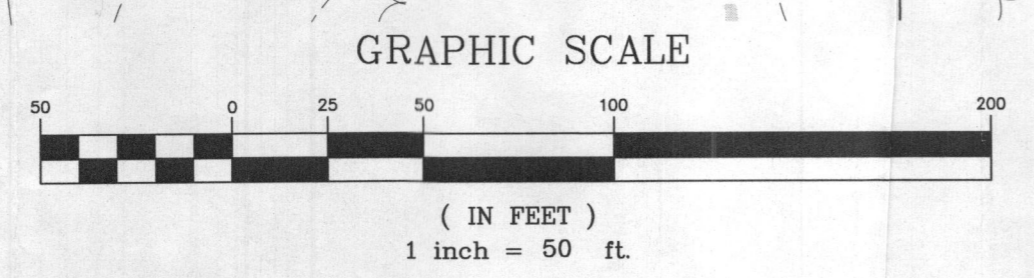 GRAPHIC SCALE
50 0 25 50 100 200
( IN FEET )
1 inch = 50 ft.